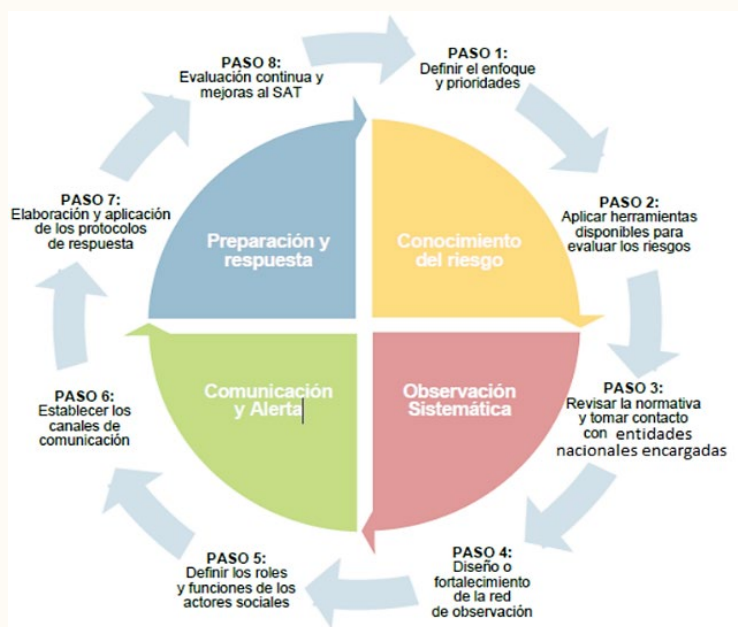 PASO 1:
Definir el enfoque
y prioridades
PASO 2:
Aplicar herramientas
disponibles para
evaluar los riesgos
PASO 3:
Revisar la normativa
y tomar contacto
con entidades
nacionales encargadas
PASO 4:
Diseño o
fortalecimiento
de la red
de observación
PASO 5:
Definir los roles
y funciones de los
actores sociales
PASO 6:
Establecer los
canales de
comunicación
PASO 7:
Elaboración y aplicación
de los protocolos
de respuesta
PASO 8:
Evaluación continua y
mejoras al SAT
Preparación y
respuesta
Conocimiento
del riesgo
Comunicación
y Alerta
Observación
Sistemática